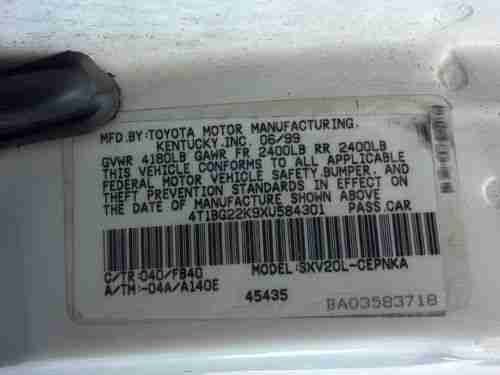 MFD. BY: TOYOTA MOTOR MANUFACTURING,
KENTUCKY, INC. 06/99
GVWR 4180LB GAWR FR 2400LB RR 2400LB
THIS VEHICLE CONFORMS TO ALL APPLICABLE
FEDERAL MOTOR VEHICLE SAFETY, BUMPER, AND
THEFT PREVENTION STANDARDS IN EFFECT ON
THE DATE OF MANUFACTURE SHOWN ABOVE.
4T1BG22K9XU584301 PASS. CAR
C/TR: 040/FB40 MODEL: SXV20L-CEPNKA
A/TM: -04A/A140E
45435 BA03583718